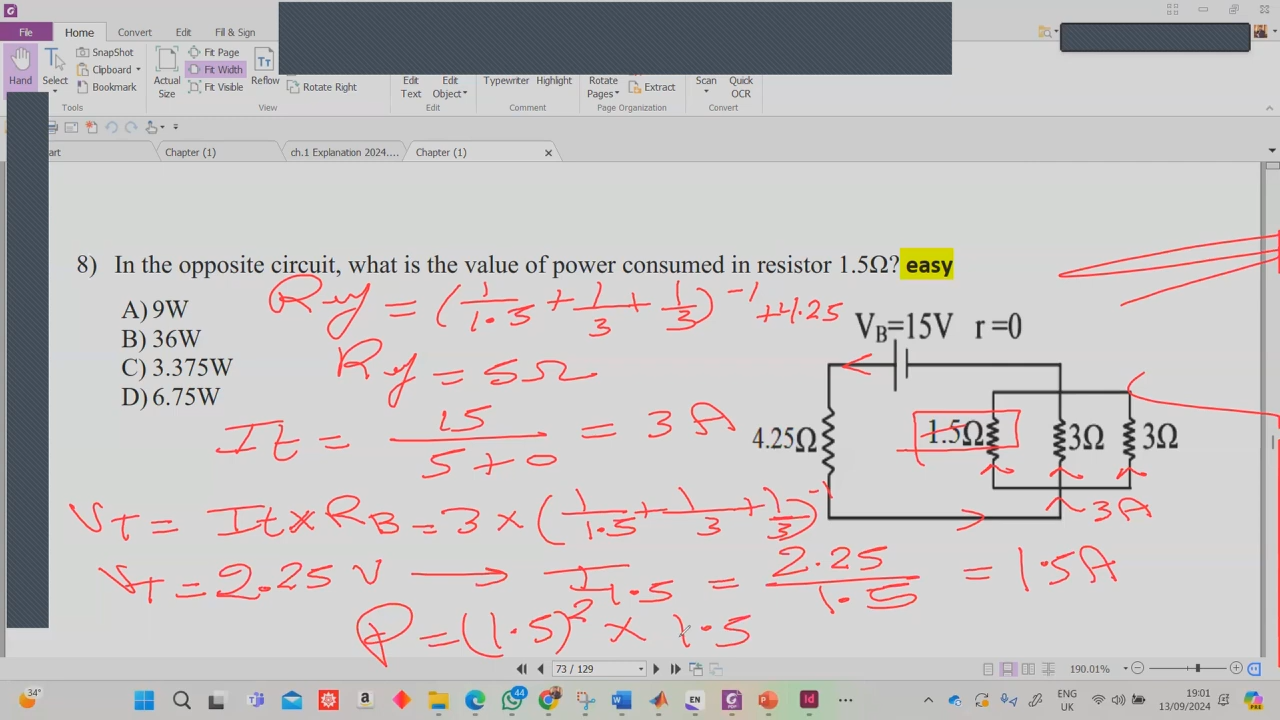 File
Home
Convert
Edit
Fill & Sign
Hand
Select
SnapShot
Clipboard
Bookmark
Tools
Actual Size
Fit Page
Fit Width
Fit Visible
Reflow
Rotate Right
View
Edit Text
Edit Object
Edit
Typewriter
Highlight
Comment
Rotate Pages
Extract
Page Organization
Scan
Quick OCR
Convert
art
Chapter (1)
ch.1 Explanation 2024....
Chapter (1)
8) In the opposite circuit, what is the value of power consumed in resistor 1.5Ω? easy
A) 9W
B) 36W
C) 3.375W
D) 6.75W
Req = (1/1.5 + 1/3 + 1/3)^-1 + 4.25
Req = 5Ω
It = 15/(5+0) = 3 A
VT = It × RB = 3 × (1/1.5 + 1/3 + 1/3)^-1
VT = 2.25 V → I1.5 = 2.25/1.5 = 1.5A
P = (1.5)^2 × 1.5
VB=15V r =0
4.25Ω
1.5Ω
3Ω
3Ω
3A
73 / 129
190.01%
34°
44
EN
ENG
UK
19:01
13/09/2024